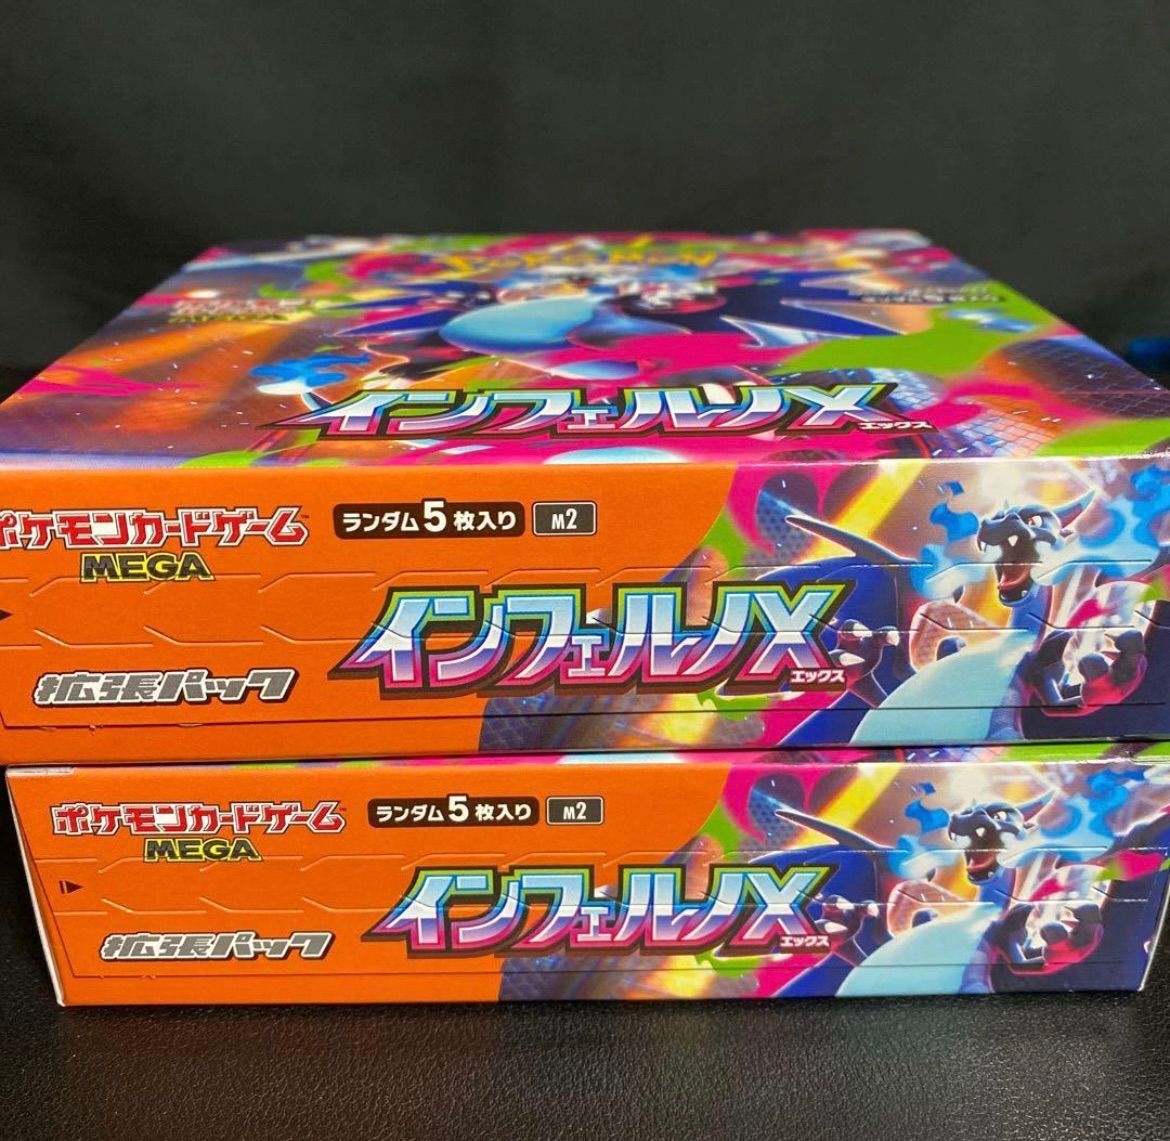 POKÉMON
インフェルノX
エックス
ポケモンカードゲーム
MEGA
ランダム5枚入り
M2
インフェルノX
エックス
拡張パック
ポケモンカードゲーム
MEGA
ランダム5枚入り
M2
インフェルノX
エックス
拡張パック